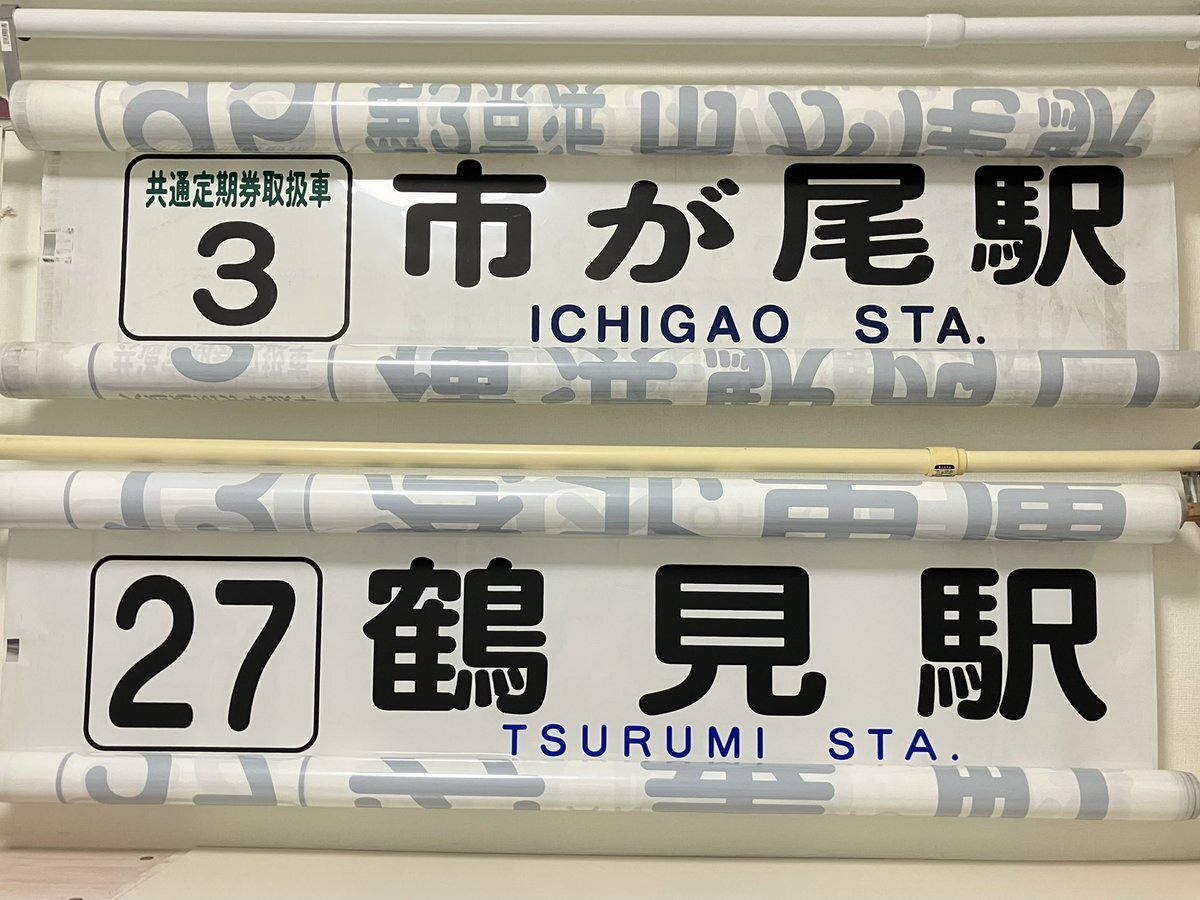 共通定期券取扱車
3
市が尾駅
ICHIGAO STA.
27
鶴見駅
TSURUMI STA.